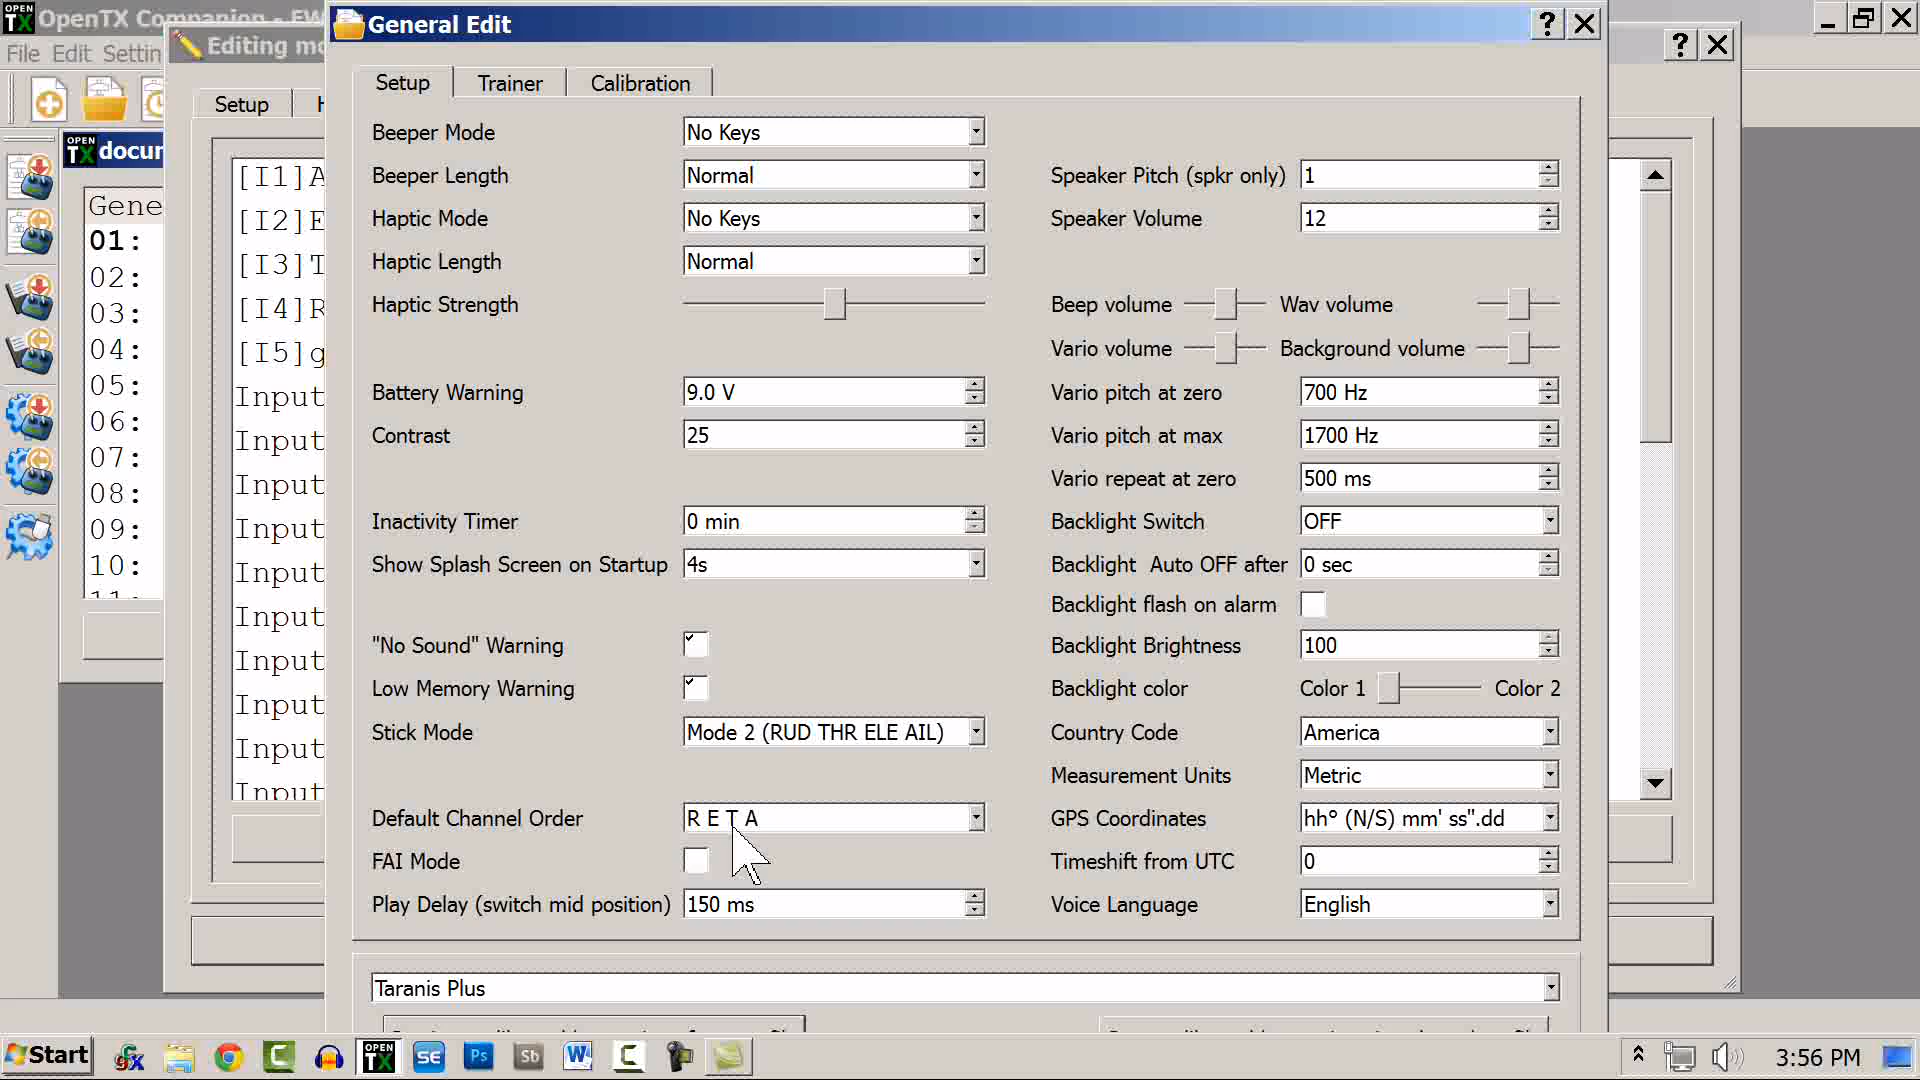 OpenTX Companion - EW
File Edit Settin
Editing mo
General Edit
Setup
Setup Trainer Calibration
docum
Gene
01:
02:
03:
04:
05:
06:
07:
08:
09:
10:
[I1]A
[I2]E
[I3]T
[I4]R
[I5]g
Input
Input
Input
Input
Input
Input
Input
Input
Input
Input
Beeper Mode No Keys
Beeper Length Normal Speaker Pitch (spkr only) 1
Haptic Mode No Keys Speaker Volume 12
Haptic Length Normal
Haptic Strength Beep volume Wav volume
Vario volume Background volume
Battery Warning 9.0 V Vario pitch at zero 700 Hz
Contrast 25 Vario pitch at max 1700 Hz
Vario repeat at zero 500 ms
Inactivity Timer 0 min Backlight Switch OFF
Show Splash Screen on Startup 4s Backlight Auto OFF after 0 sec
Backlight flash on alarm
"No Sound" Warning Backlight Brightness 100
Low Memory Warning Backlight color Color 1 Color 2
Stick Mode Mode 2 (RUD THR ELE AIL) Country Code America
Measurement Units Metric
Default Channel Order R E T A GPS Coordinates hh° (N/S) mm' ss".dd
FAI Mode Timeshift from UTC 0
Play Delay (switch mid position) 150 ms Voice Language English
Taranis Plus
Start 3:56 PM